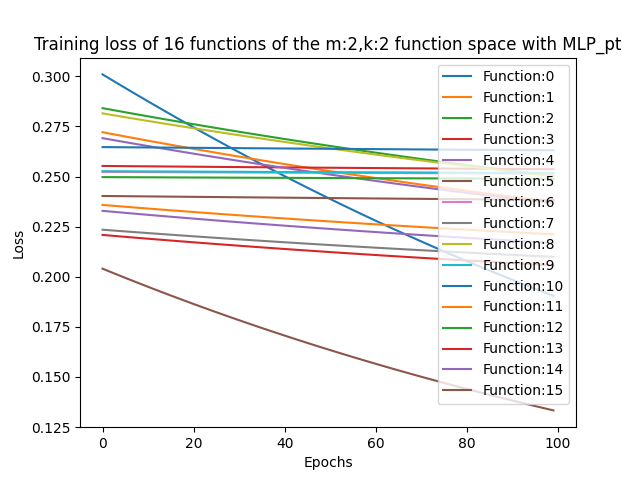 Training loss of 16 functions of the m:2,k:2 function space with MLP_pt
Loss
0.300
0.275
0.250
0.225
0.200
0.175
0.150
0.125
0
20
40
60
80
100
Epochs
Function:0
Function:1
Function:2
Function:3
Function:4
Function:5
Function:6
Function:7
Function:8
Function:9
Function:10
Function:11
Function:12
Function:13
Function:14
Function:15